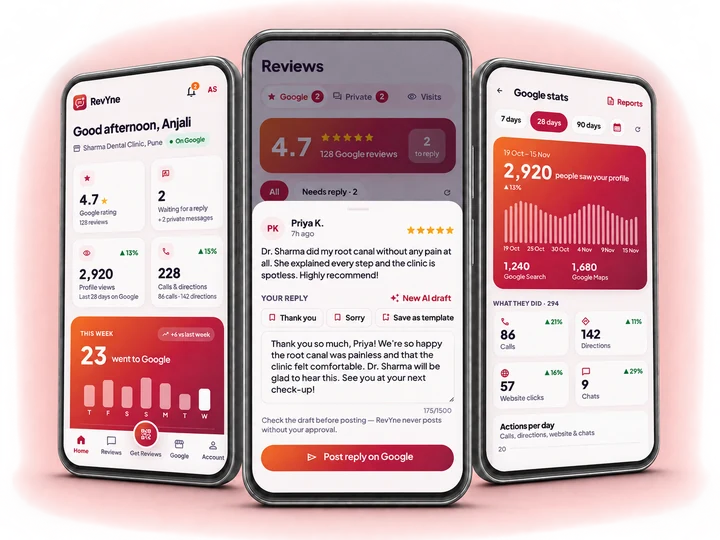 RevYne
2
AS
Good afternoon, Anjali
Sharma Dental Clinic, Pune
On Google
4.7
Google rating
128 reviews
2
Waiting for a reply
+ 2 private messages
▲13%
2,920
Profile views
Last 28 days on Google
▲15%
228
Calls & directions
86 calls · 142 directions
THIS WEEK
+6 vs last week
23 went to Google
T F S S M T W
Home
Reviews
Get Reviews
Google
Account
Reviews
Google 2
Private 2
Visits
4.7
128 Google reviews
2
to reply
All
Needs reply · 2
PK
Priya K.
7h ago
Dr. Sharma did my root canal without any pain at
all. She explained every step and the clinic is
spotless. Highly recommend!
YOUR REPLY
New AI draft
Thank you
Sorry
Save as template
Thank you so much, Priya! We're so happy
the root canal was painless and that the
clinic felt comfortable. Dr. Sharma will be
glad to hear this. See you at your next
check-up!
175/1500
Check the draft before posting — RevYne never posts
without your approval.
Post reply on Google
Google stats
Reports
7 days
28 days
90 days
19 Oct – 15 Nov
2,920 people saw your profile
▲13%
19 Oct 25 Oct 30 Oct 4 Nov 9 Nov 15 Nov
1,240
Google Search
1,680
Google Maps
WHAT THEY DID · 294
▲21%
86
Calls
▲11%
142
Directions
▲16%
57
Website clicks
▲29%
9
Chats
Actions per day
Calls, directions, website & chats
20